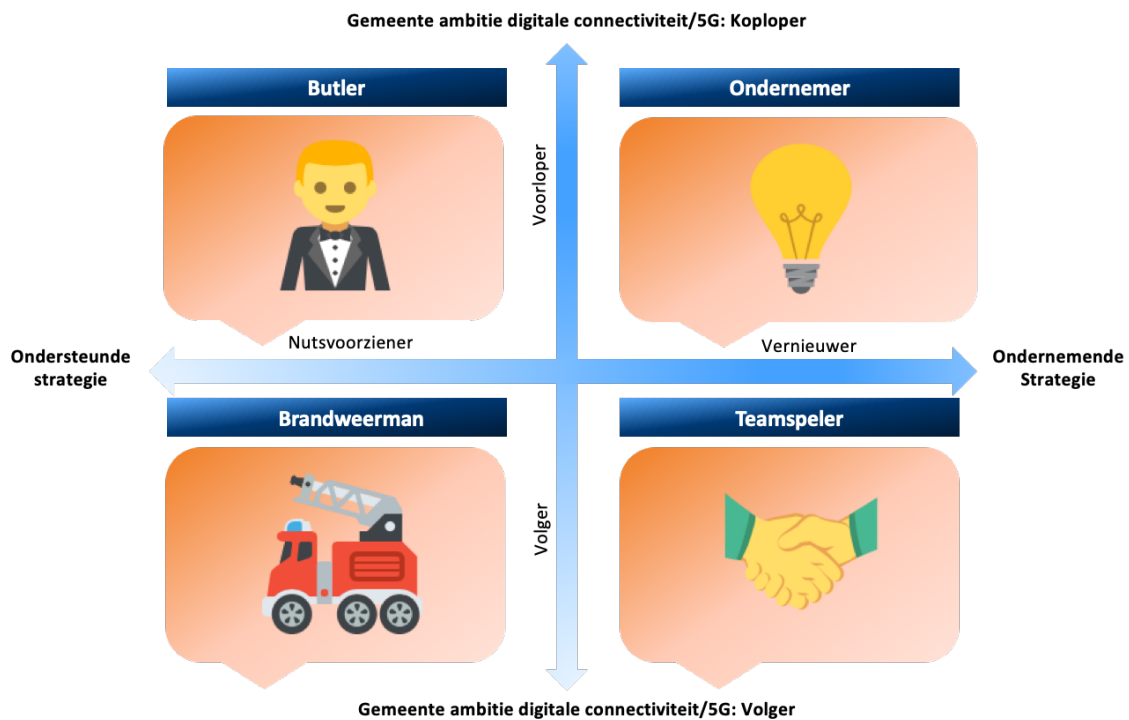 Gemeente ambitie digitale connectiviteit/5G: Koploper
Butler
Ondernemer
Voorloper
Nutsvoorziener
Vernieuwer
Ondersteunde
strategie
Ondernemende
Strategie
Brandweerman
Teamspeler
Volger
Gemeente ambitie digitale connectiviteit/5G: Volger